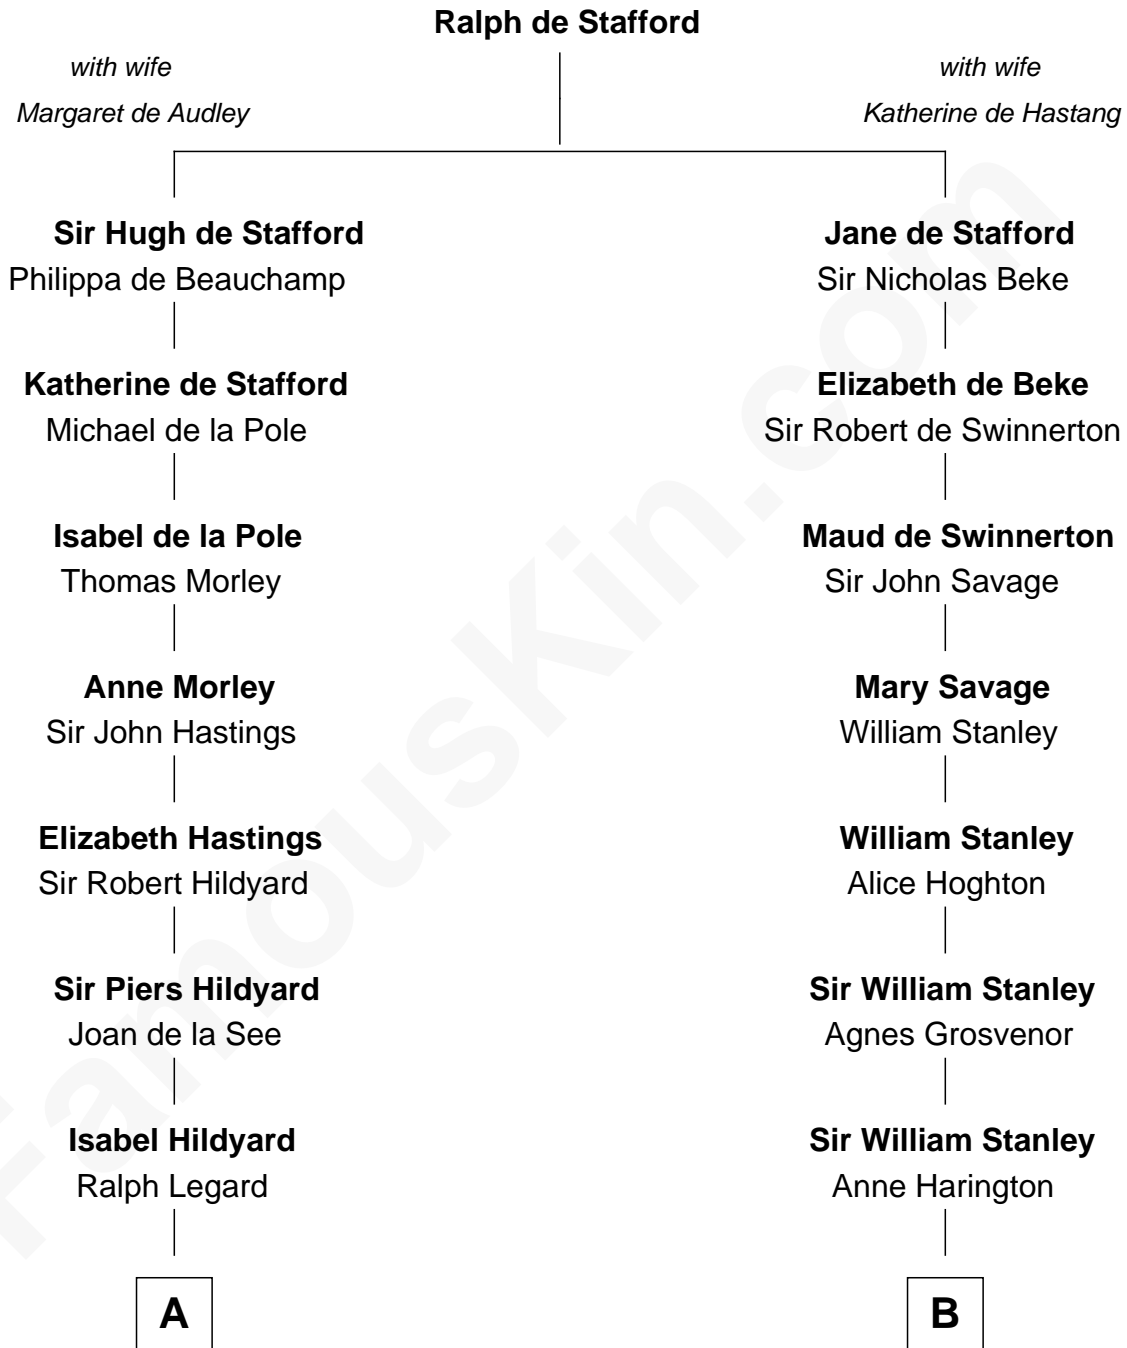 Ralph de Stafford
with wife
Margaret de Audley
with wife
Katherine de Hastang
Sir Hugh de Stafford
Philippa de Beauchamp
Jane de Stafford
Sir Nicholas Beke
Katherine de Stafford
Michael de la Pole
Elizabeth de Beke
Sir Robert de Swinnerton
Isabel de la Pole
Thomas Morley
Maud de Swinnerton
Sir John Savage
Anne Morley
Sir John Hastings
Mary Savage
William Stanley
Elizabeth Hastings
Sir Robert Hildyard
William Stanley
Alice Hoghton
Sir Piers Hildyard
Joan de la See
Sir William Stanley
Agnes Grosvenor
Isabel Hildyard
Ralph Legard
Sir William Stanley
Anne Harington
A
B
FamousKin.com